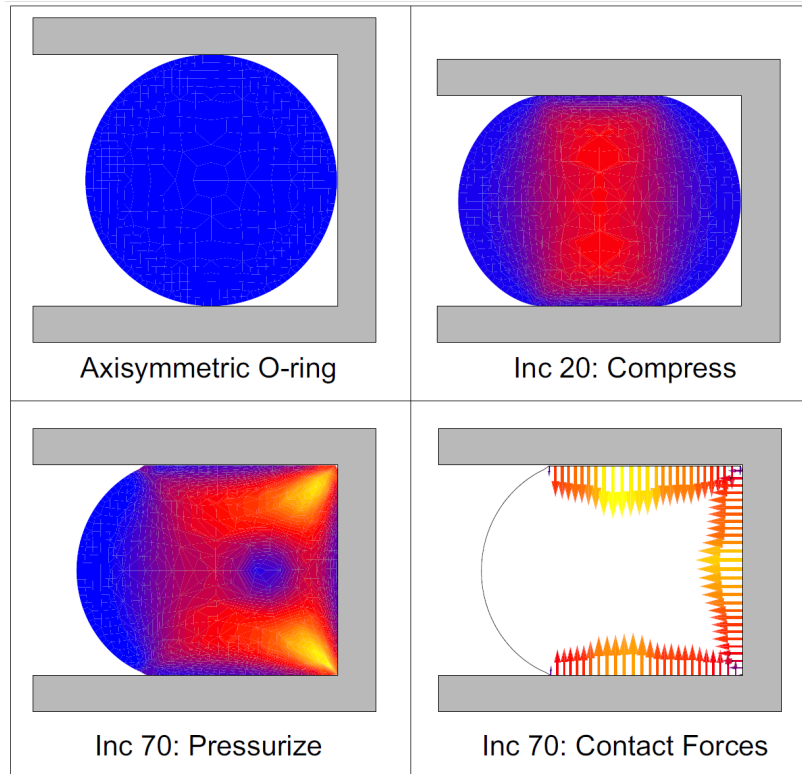 Axisymmetric O-ring
Inc 20: Compress
Inc 70: Pressurize
Inc 70: Contact Forces